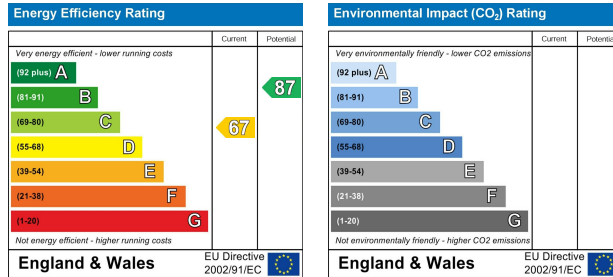 Energy Efficiency Rating
Current Potential
Very energy efficient - lower running costs
(92 plus) A
(81-91) B
(69-80) C
(55-68) D
(39-54) E
(21-38) F
(1-20) G
67
87
Not energy efficient - higher running costs
England & Wales
EU Directive
2002/91/EC
Environmental Impact (CO₂) Rating
Current Potential
Very environmentally friendly - lower CO2 emissions
(92 plus) A
(81-91) B
(69-80) C
(55-68) D
(39-54) E
(21-38) F
(1-20) G
Not environmentally friendly - higher CO2 emissions
England & Wales
EU Directive
2002/91/EC